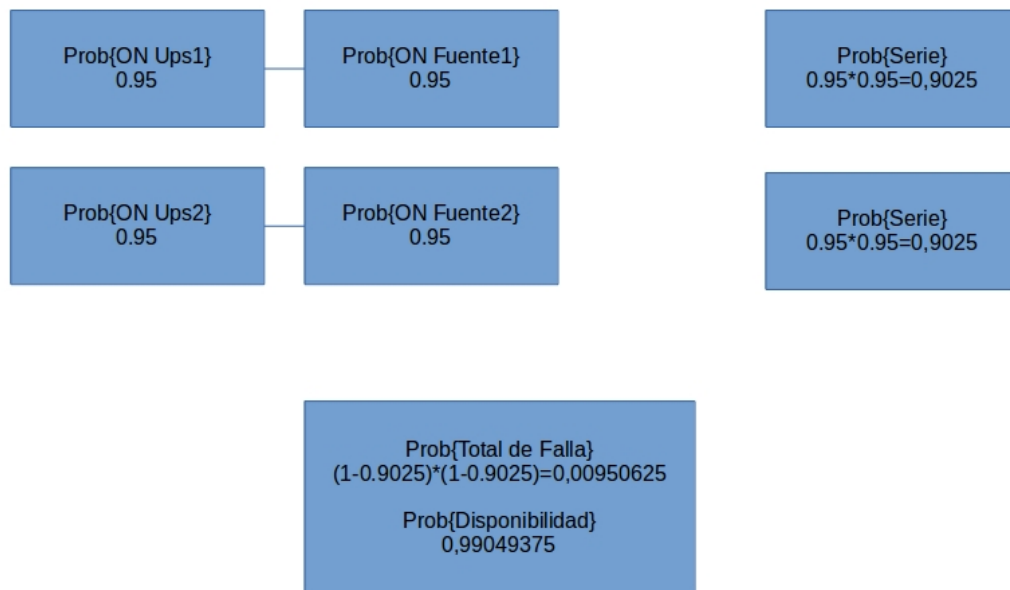 Prob{ON Ups1}
0.95
Prob{ON Fuente1}
0.95
Prob{Serie}
0.95*0.95=0,9025
Prob{ON Ups2}
0.95
Prob{ON Fuente2}
0.95
Prob{Serie}
0.95*0.95=0,9025
Prob{Total de Falla}
(1-0.9025)*(1-0.9025)=0,00950625
Prob{Disponibilidad}
0,99049375